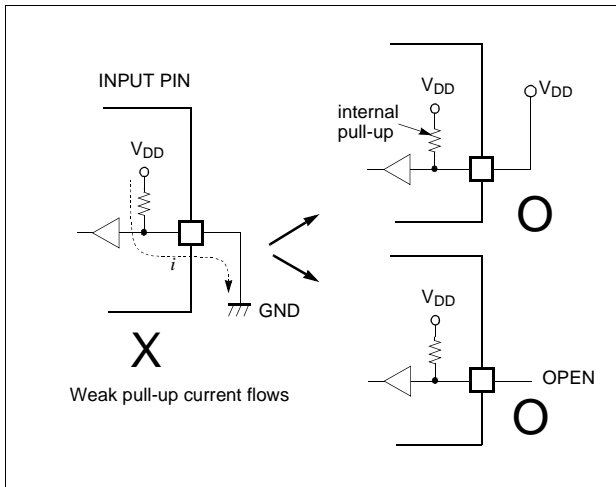 INPUT PIN
VDD
i
GND
X
Weak pull-up current flows
internal
pull-up
VDD
VDD
O
VDD
OPEN
O